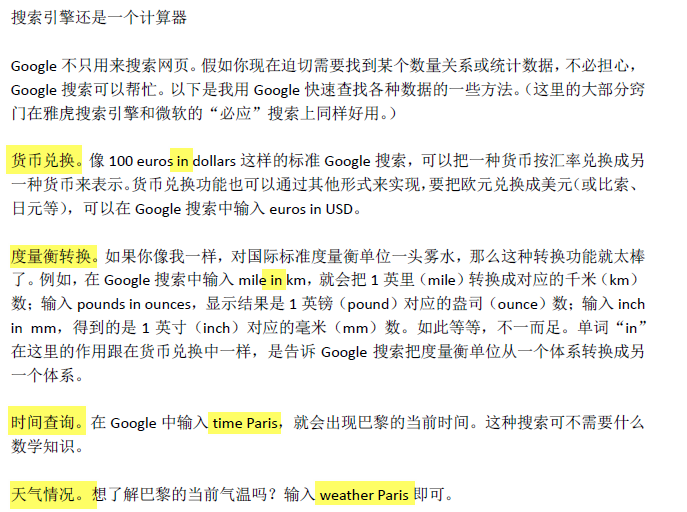 搜索引擎还是一个计算器
Google 不只用来搜索网页。假如你现在迫切需要找到某个数量关系或统计数据，不必担心，
Google 搜索可以帮忙。以下是我用 Google 快速查找各种数据的一些方法。（这里的大部分窍
门在雅虎搜索引擎和微软的“必应”搜索上同样好用。）
货币兑换。像 100 euros in dollars 这样的标准 Google 搜索，可以把一种货币按汇率兑换成另
一种货币来表示。货币兑换功能也可以通过其他形式来实现，要把欧元兑换成美元（或比索、
日元等），可以在 Google 搜索中输入 euros in USD。
度量衡转换。如果你像我一样，对国际标准度量衡单位一头雾水，那么这种转换功能就太棒
了。例如，在 Google 搜索中输入 mile in km，就会把 1 英里（mile）转换成对应的千米（km）
数；输入 pounds in ounces，显示结果是 1 英镑（pound）对应的盎司（ounce）数；输入 inch
in mm，得到的是 1 英寸（inch）对应的毫米（mm）数。如此等等，不一而足。单词“in”
在这里的作用跟在货币兑换中一样，是告诉 Google 搜索把度量衡单位从一个体系转换成另
一个体系。
时间查询。在 Google 中输入 time Paris，就会出现巴黎的当前时间。这种搜索可不需要什么
数学知识。
天气情况。想了解巴黎的当前气温吗？输入 weather Paris 即可。